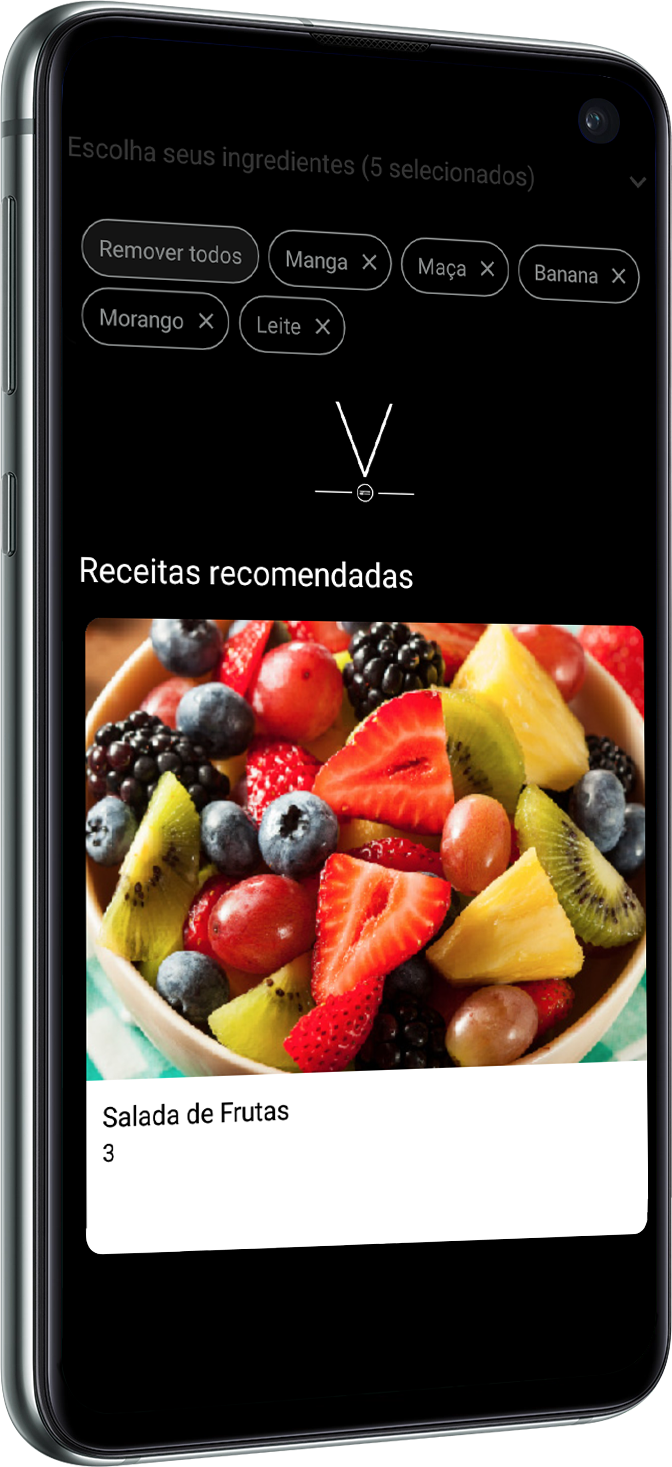 Escolha seus ingredientes (5 selecionados)
Remover todos
Manga ✕
Maça ✕
Banana ✕
Morango ✕
Leite ✕
Receitas recomendadas
Salada de Frutas
3